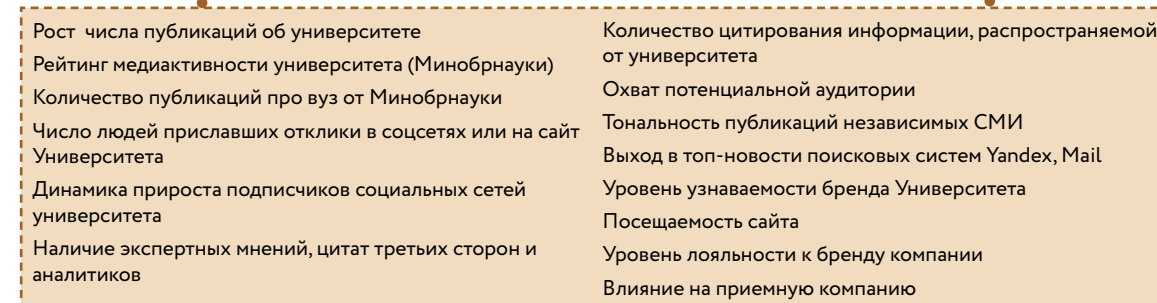 Рост  числа публикаций об университете
Рейтинг медиактивности университета (Минобрнауки)
Количество публикаций про вуз от Минобрнауки
Число людей приславших отклики в соцсетях или на сайт
Университета
Динамика прироста подписчиков социальных сетей
университета
Наличие экспертных мнений, цитат третьих сторон и
аналитиков
Количество цитирования информации, распространяемой
от университета
Охват потенциальной аудитории
Тональность публикаций независимых СМИ
Выход в топ-новости поисковых систем Yandex, Mail
Уровень узнаваемости бренда Университета
Посещаемость сайта
Уровень лояльности к бренду компании
Влияние на приемную компанию